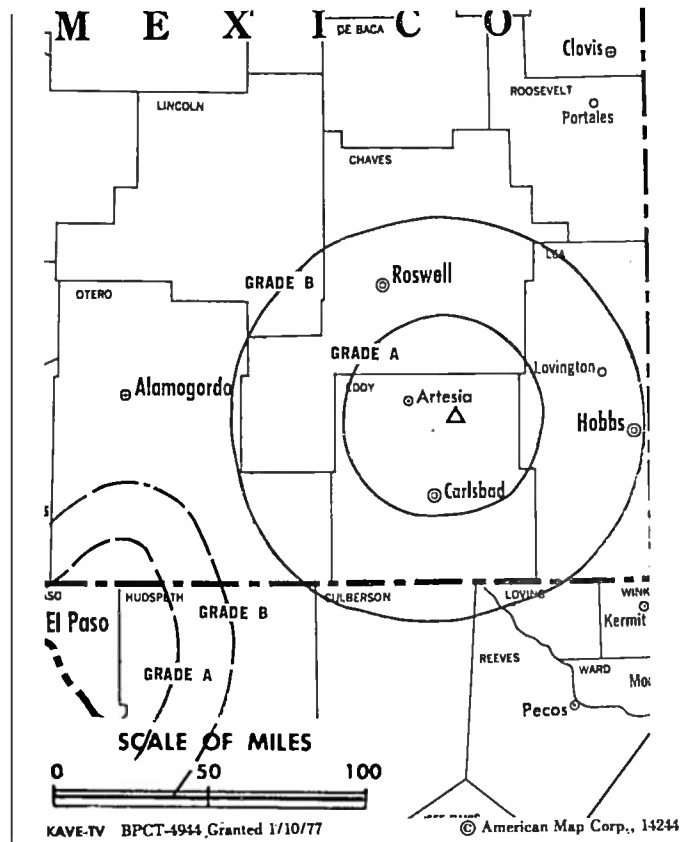 M E X I C O
DE BACA
Clovis
ROOSEVELT
LINCOLN
Portales
CHAVES
LEA
Roswell
GRADE B
OTERO
GRADE A
Lovington
EDDY
Alamogordo
Artesia
Hobbs
Carlsbad
HUDSPETH
CULBERSON
LOVING
WINK
GRADE B
Kermit
El Paso
REEVES
WARD
GRADE A
Pecos
SCALE OF MILES
0 50 100
KAVE-TV BPCT-4944 Granted 1/10/77
© American Map Corp., 14244